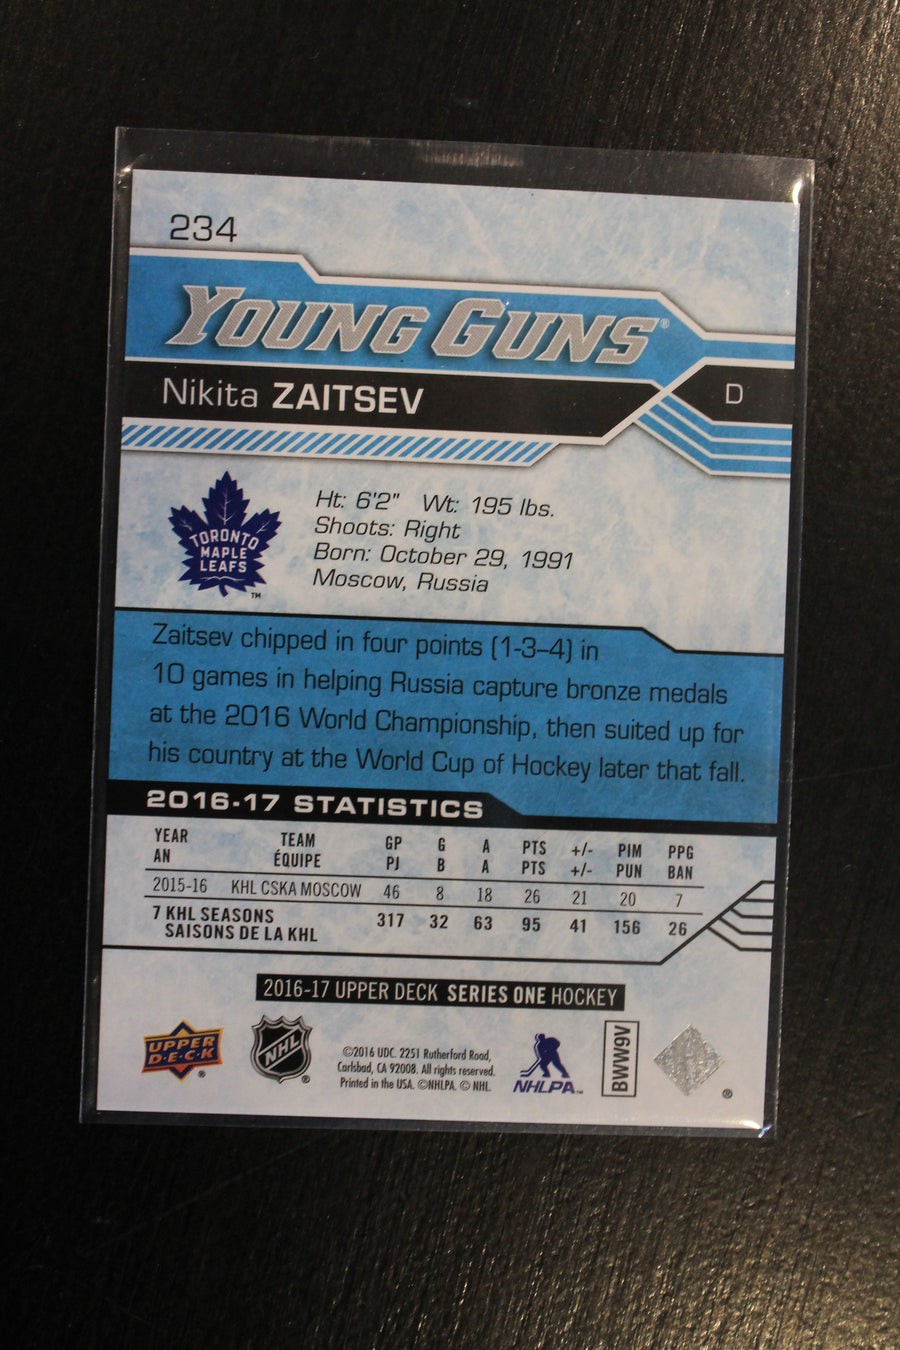 234
YOUNG GUNS®
Nikita ZAITSEV
D
TORONTO
MAPLE
LEAFS
™
Ht: 6'2" Wt: 195 lbs.
Shoots: Right
Born: October 29, 1991
Moscow, Russia
Zaitsev chipped in four points (1-3–4) in
10 games in helping Russia capture bronze medals
at the 2016 World Championship, then suited up for
his country at the World Cup of Hockey later that fall.
2016-17 STATISTICS
YEAR TEAM GP G A PTS +/- PIM PPG
AN ÉQUIPE PJ B A PTS +/- PUN BAN
2015-16 KHL CSKA MOSCOW 46 8 18 26 21 20 7
7 KHL SEASONS 317 32 63 95 41 156 26
SAISONS DE LA KHL
2016-17 UPPER DECK SERIES ONE HOCKEY
UPPER
D·E·C·K
®
NHL
®
©2016 UDC. 2251 Rutherford Road,
Carlsbad, CA 92008. All rights reserved.
Printed in the USA. ©NHLPA. © NHL.
NHLPA™
BWW9V
®